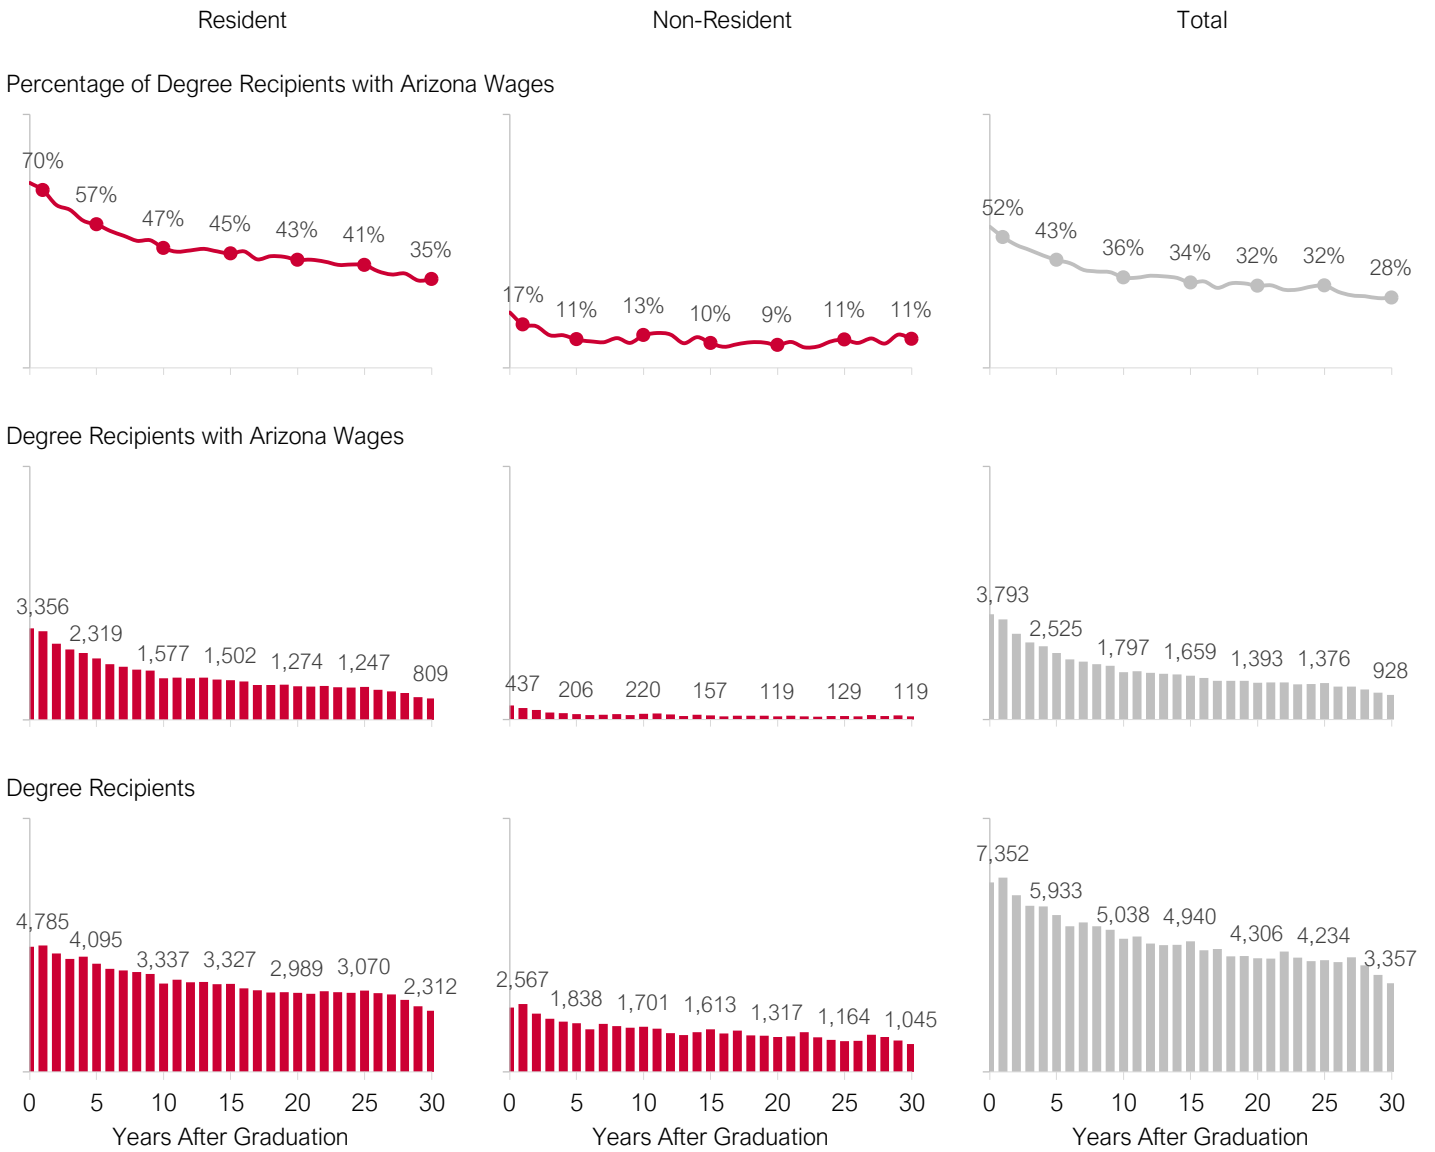 Resident Non-Resident Total
Percentage of Degree Recipients with Arizona Wages
70% 57% 47% 45% 43% 41% 35%
17% 11% 13% 10% 9% 11% 11%
52% 43% 36% 34% 32% 32% 28%
Degree Recipients with Arizona Wages
3,356 2,319 1,577 1,502 1,274 1,247 809
437 206 220 157 119 129 119
3,793 2,525 1,797 1,659 1,393 1,376 928
Degree Recipients
4,785 4,095 3,337 3,327 2,989 3,070 2,312
2,567 1,838 1,701 1,613 1,317 1,164 1,045
7,352 5,933 5,038 4,940 4,306 4,234 3,357
0 5 10 15 20 25 30 0 5 10 15 20 25 30 0 5 10 15 20 25 30
Years After Graduation Years After Graduation Years After Graduation